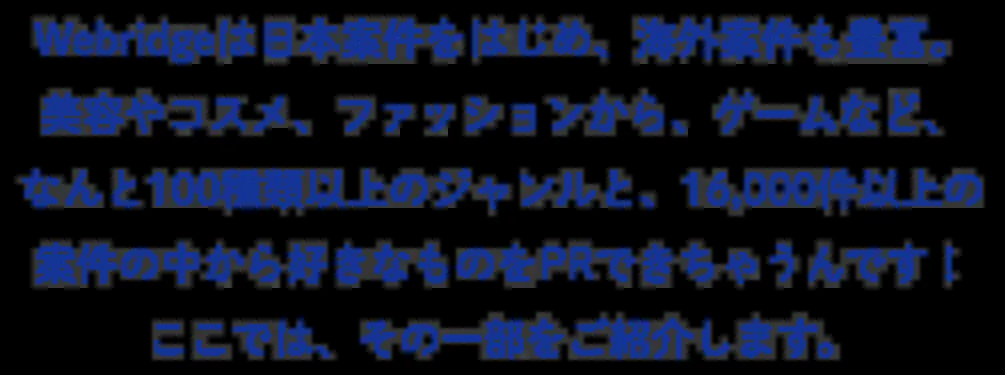 Webridgeは日本案件をはじめ、海外案件も豊富。
美容やコスメ、ファッションから、ゲームなど、
なんと100種類以上のジャンルと、16,000件以上の
案件の中から好きなものをPRできちゃうんです！
ここでは、その一部をご紹介します。